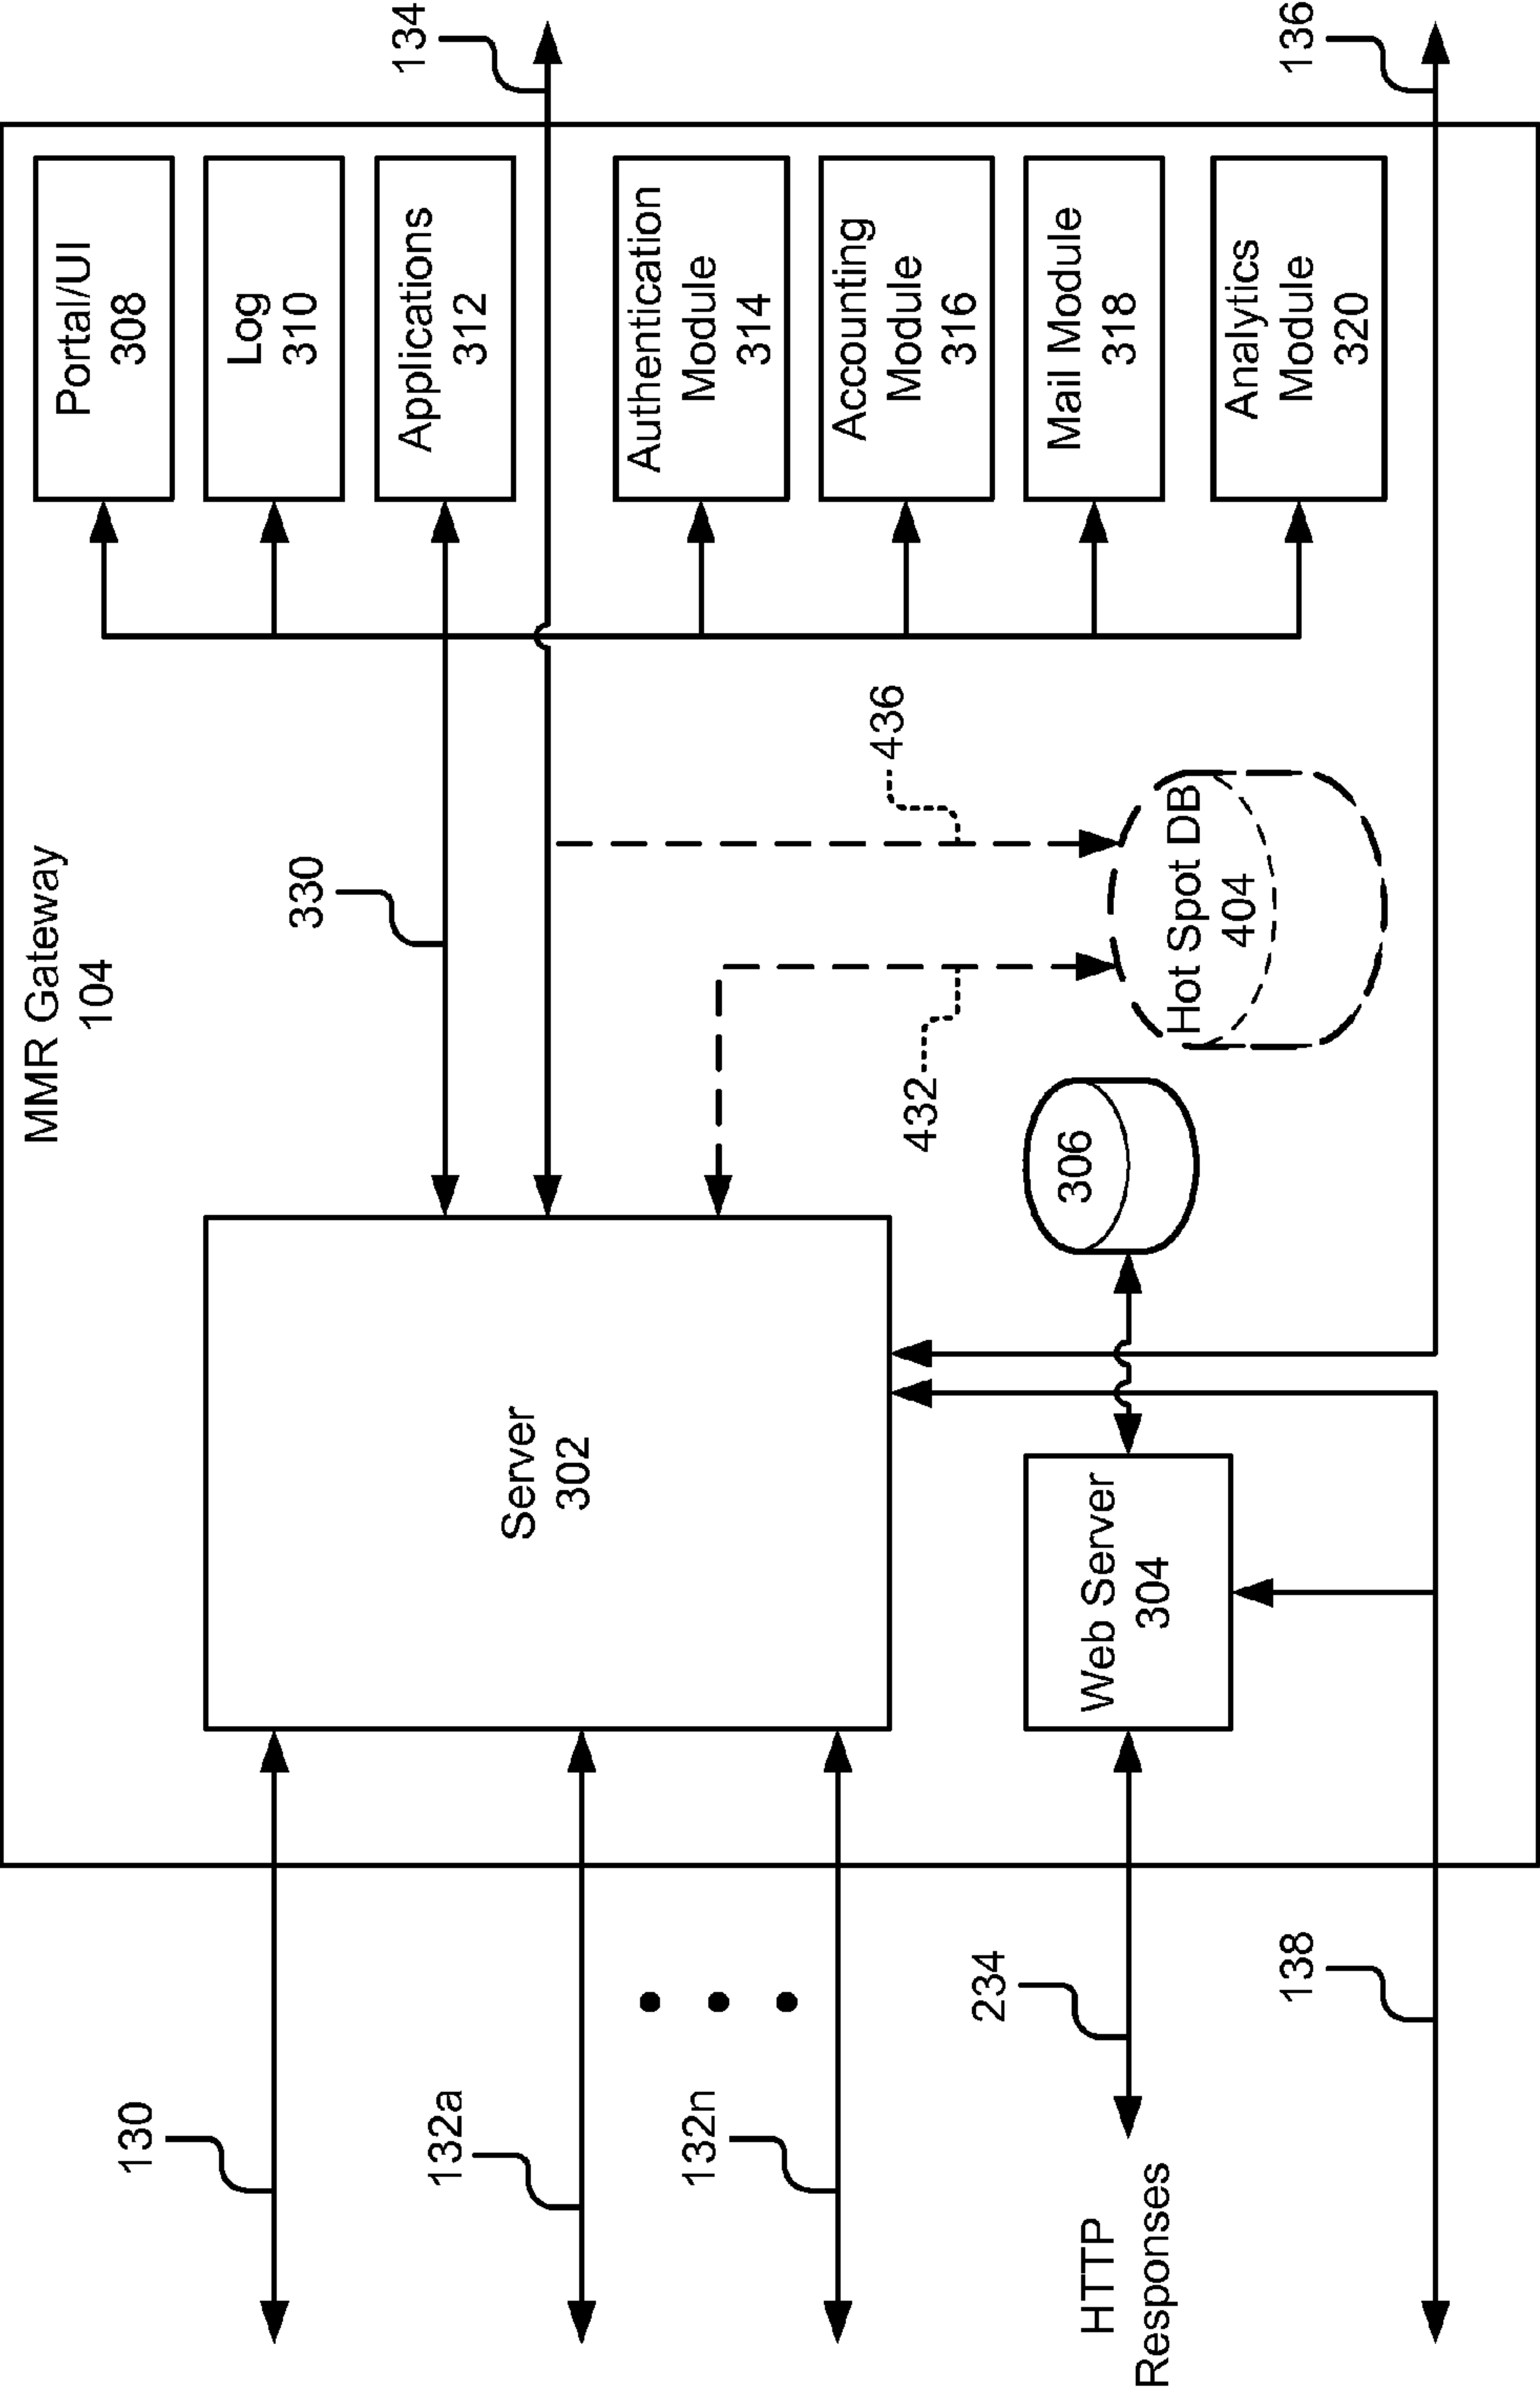 MMR Gateway
104
130
132a
132n
234
HTTP
Responses
138
Server
302
Web Server
304
306
330
432
436
Hot Spot DB
404
Portal/UI
308
Log
310
Applications
312
134
Authentication
Module
314
Accounting
Module
316
Mail Module
318
Analytics
Module
320
136